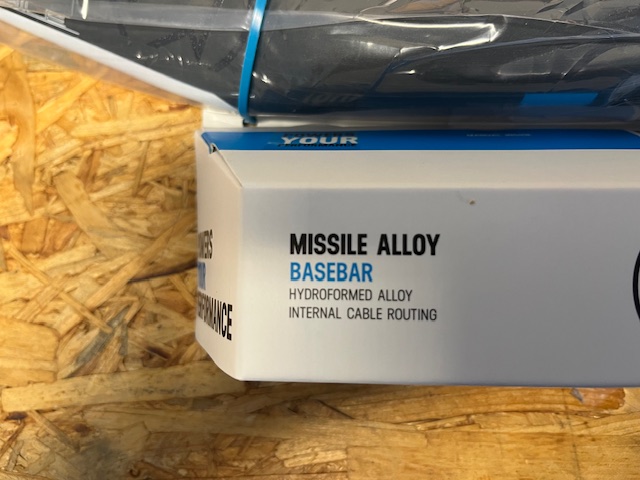 YOUR
MISSILE ALLOY
BASEBAR
HYDROFORMED ALLOY
INTERNAL CABLE ROUTING